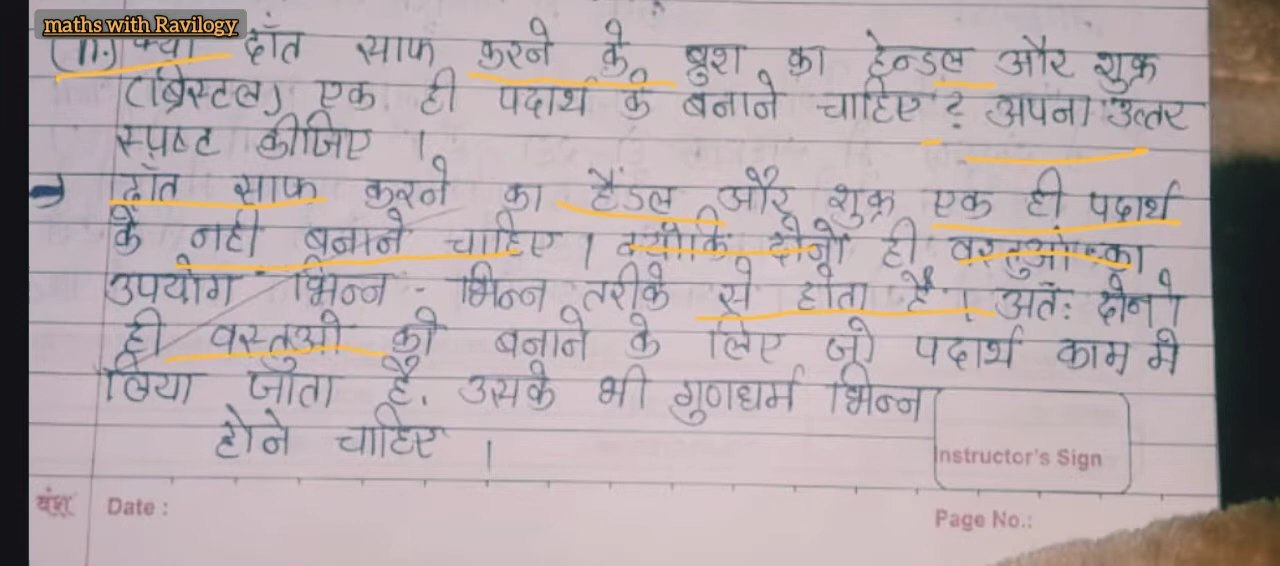 maths with Ravilogy
(ii.) क्या दाँत साफ करने के बुश का हेन्डल और शुक्र
(ब्रिस्टल) एक ही पदार्थ के बनाने चाहिए ? अपना उत्तर
स्पष्ट कीजिए ।
→ दाँत साफ करने का हैंडल और शुक्र एक ही पदार्थ
के नही बनाने चाहिए । क्योकि दोनो ही वस्तुओ का
उपयोग भिन्न - भिन्न तरीके से होता है । अतः दोनो
ही वस्तुओ को बनाने के लिए जो पदार्थ काम मे
लिया जाता है. उसके भी गुणधर्म भिन्न
होने चाहिए ।
Instructor's Sign
Date :
Page No.: